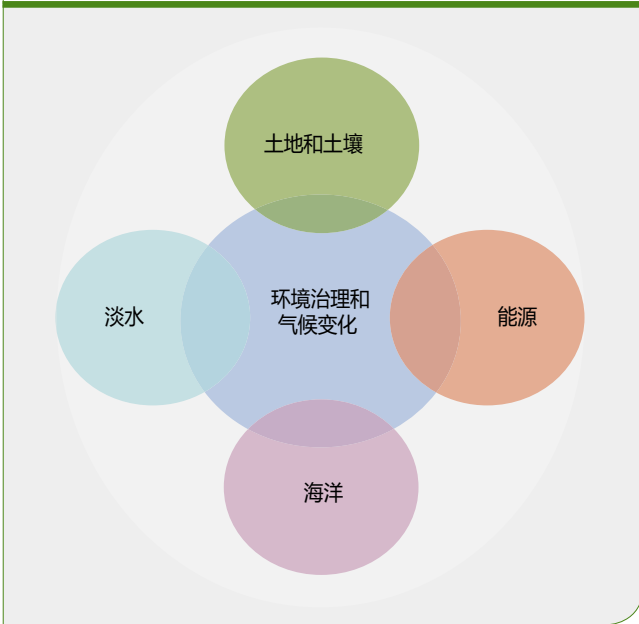 土地和土壤
淡水
环境治理和
气候变化
能源
海洋